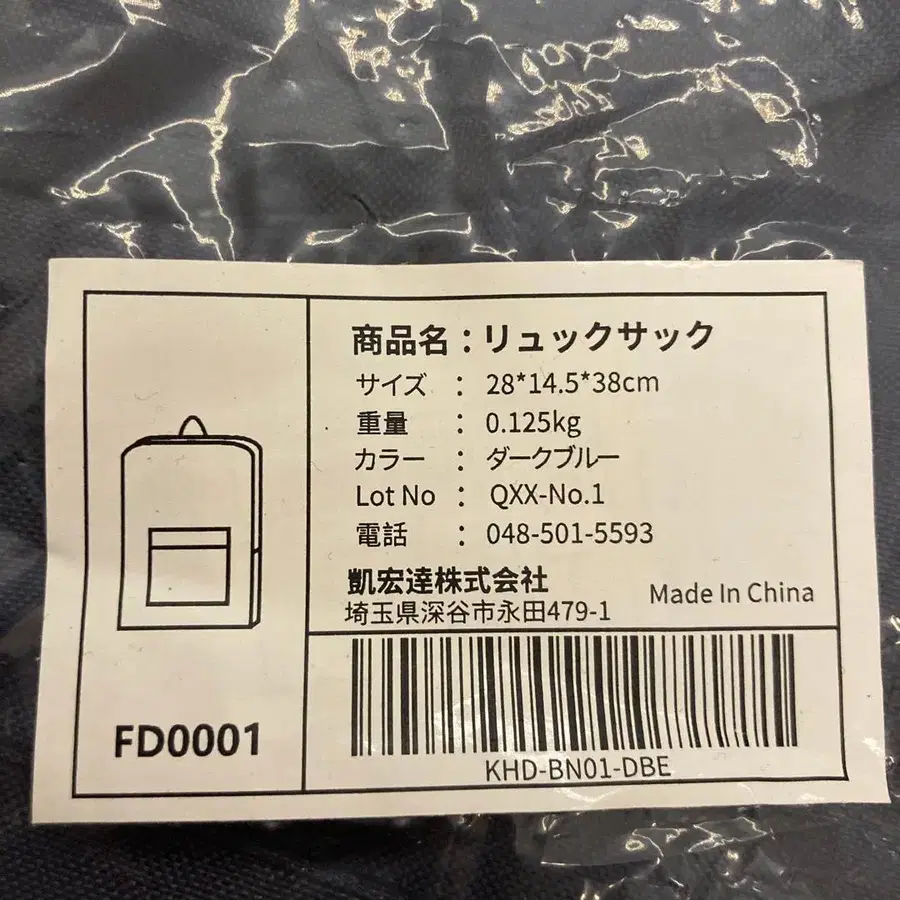 商品名：リュックサック
サイズ ： 28*14.5*38cm
重量 ： 0.125kg
カラー ： ダークブルー
Lot No ： QXX-No.1
電話 ： 048-501-5593
凱宏達株式会社
埼玉県深谷市永田479-1
Made In China
FD0001
KHD-BN01-DBE